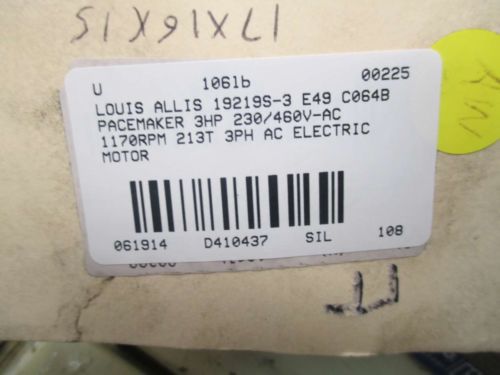 17X16X15
U 106lb 00225
LOUIS ALLIS 19219S-3 E49 C064B
PACEMAKER 3HP 230/460V-AC
1170RPM 213T 3PH AC ELECTRIC
MOTOR
061914 D410437 SIL 108